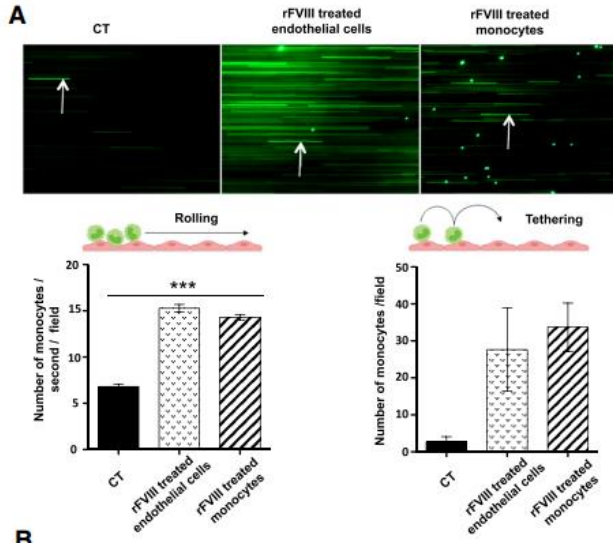 A
CT
rFVIII treated
endothelial cells
rFVIII treated
monocytes
Rolling
Number of monocytes /
second / field
20
15
10
5
0
***
CT
rFVIII treated
endothelial cells
rFVIII treated
monocytes
Tethering
Number of monocytes /field
50
40
30
20
10
0
CT
rFVIII treated
endothelial cells
rFVIII treated
monocytes
B